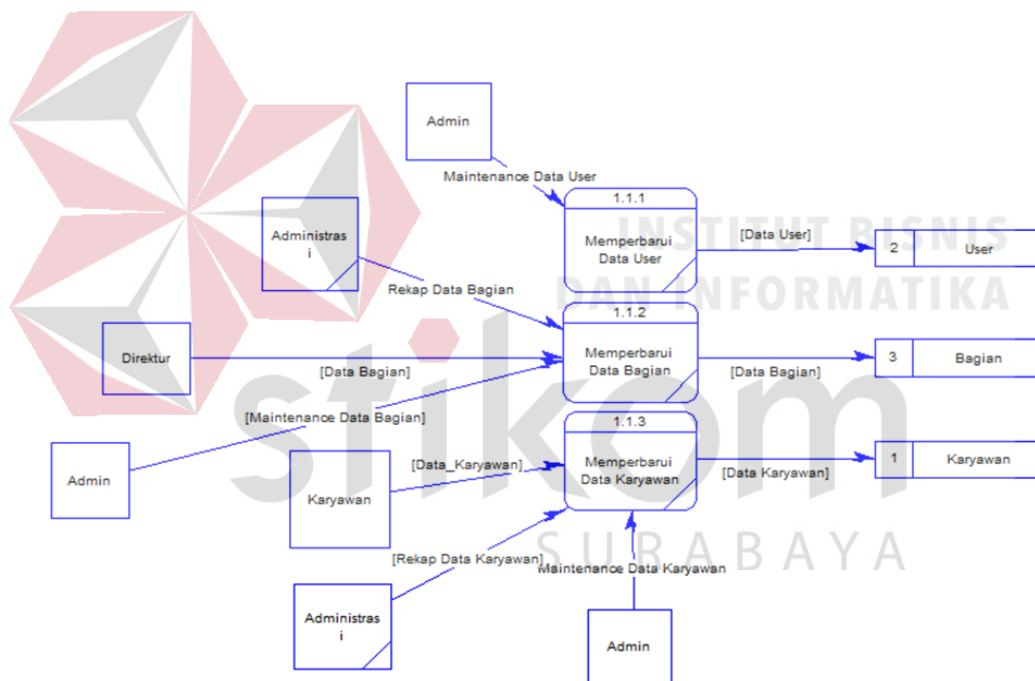 Admin
Maintenance Data User
1.1.1
Memperbarui
Data User
[Data User]
2
User
INSTITUT BISNIS
DAN INFORMATIKA
Administras
i
Rekap Data Bagian
1.1.2
Memperbarui
Data Bagian
Direktur
[Data Bagian]
[Data Bagian]
3
Bagian
[Maintenance Data Bagian]
Admin
stikom
SURABAYA
1.1.3
Memperbarui
Data Karyawan
Karyawan
[Data_Karyawan]
[Data Karyawan]
1
Karyawan
[Rekap Data Karyawan]
Administras
i
Maintenance Data Karyawan
Admin